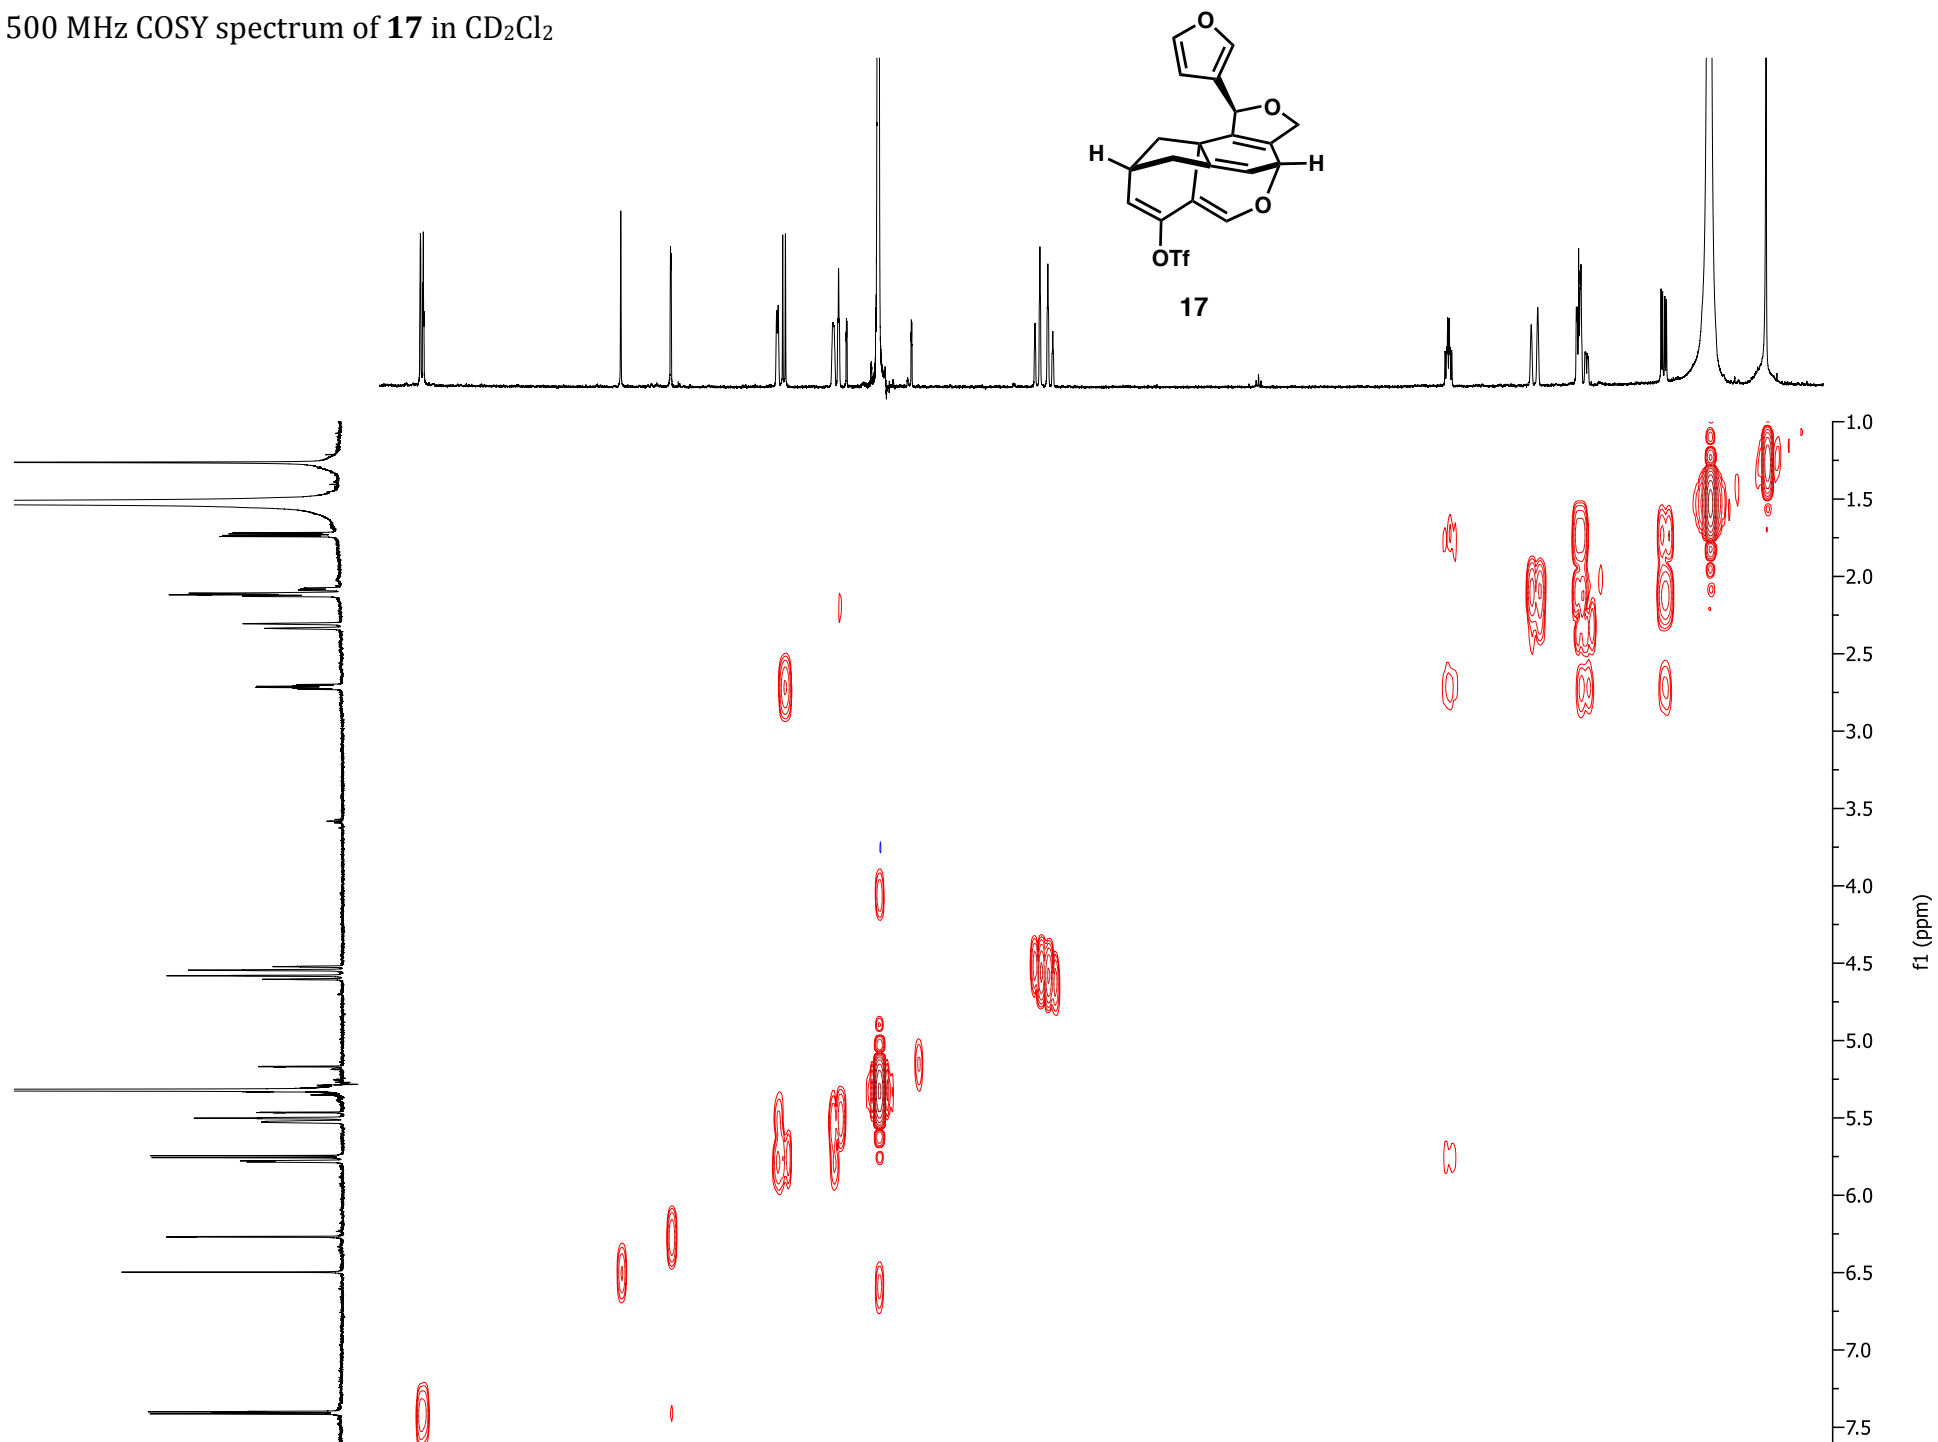 500 MHz COSY spectrum of 17 in CD₂Cl₂
O
O
H
H
O
OTf
17
1.0
1.5
2.0
2.5
3.0
3.5
4.0
4.5
5.0
5.5
6.0
6.5
7.0
7.5
f1 (ppm)